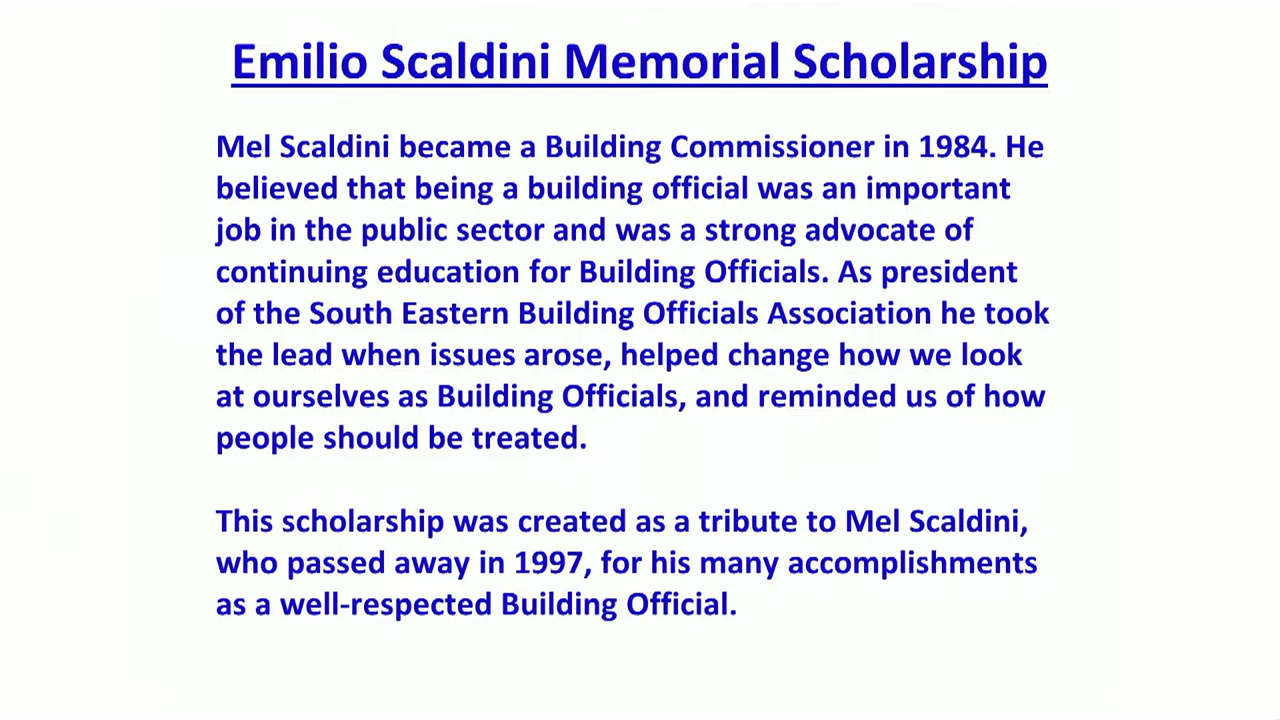 Emilio Scaldini Memorial Scholarship
Mel Scaldini became a Building Commissioner in 1984. He
believed that being a building official was an important
job in the public sector and was a strong advocate of
continuing education for Building Officials. As president
of the South Eastern Building Officials Association he took
the lead when issues arose, helped change how we look
at ourselves as Building Officials, and reminded us of how
people should be treated.
This scholarship was created as a tribute to Mel Scaldini,
who passed away in 1997, for his many accomplishments
as a well-respected Building Official.